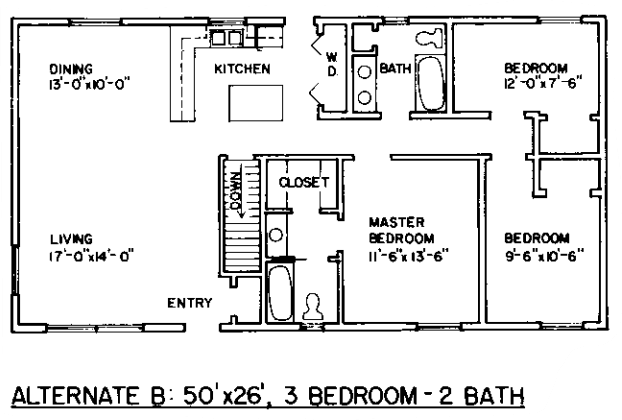 DINING
13'-0"x10'-0"
KITCHEN
W.
D.
BATH
BEDROOM
12'-0"x7'-6"
DOWN
CLOSET
LIVING
17'-0"x14'-0"
MASTER
BEDROOM
11'-6"x13'-6"
BEDROOM
9'-6"x10'-6"
ENTRY
ALTERNATE B: 50'x26', 3 BEDROOM - 2 BATH